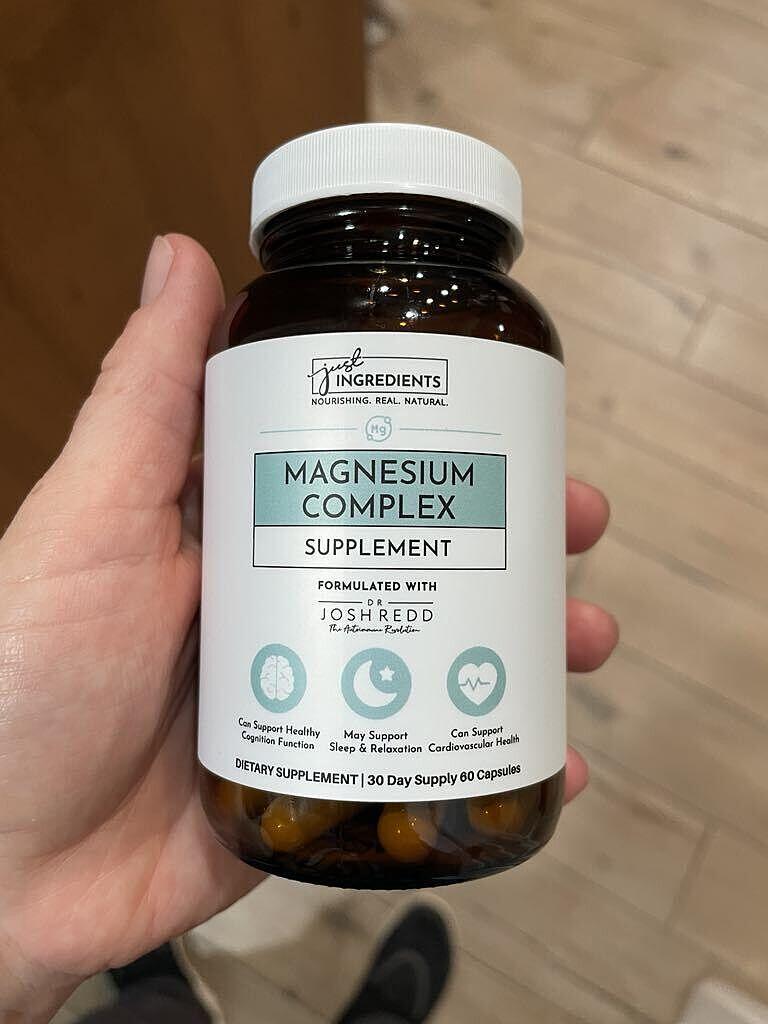 just
INGREDIENTS
NOURISHING. REAL. NATURAL.
Mg
MAGNESIUM
COMPLEX
SUPPLEMENT
FORMULATED WITH
DR
JOSH REDD
The Autoimmune Revolution
Can Support Healthy
Cognition Function
May Support
Sleep & Relaxation
Can Support
Cardiovascular Health
DIETARY SUPPLEMENT | 30 Day Supply 60 Capsules